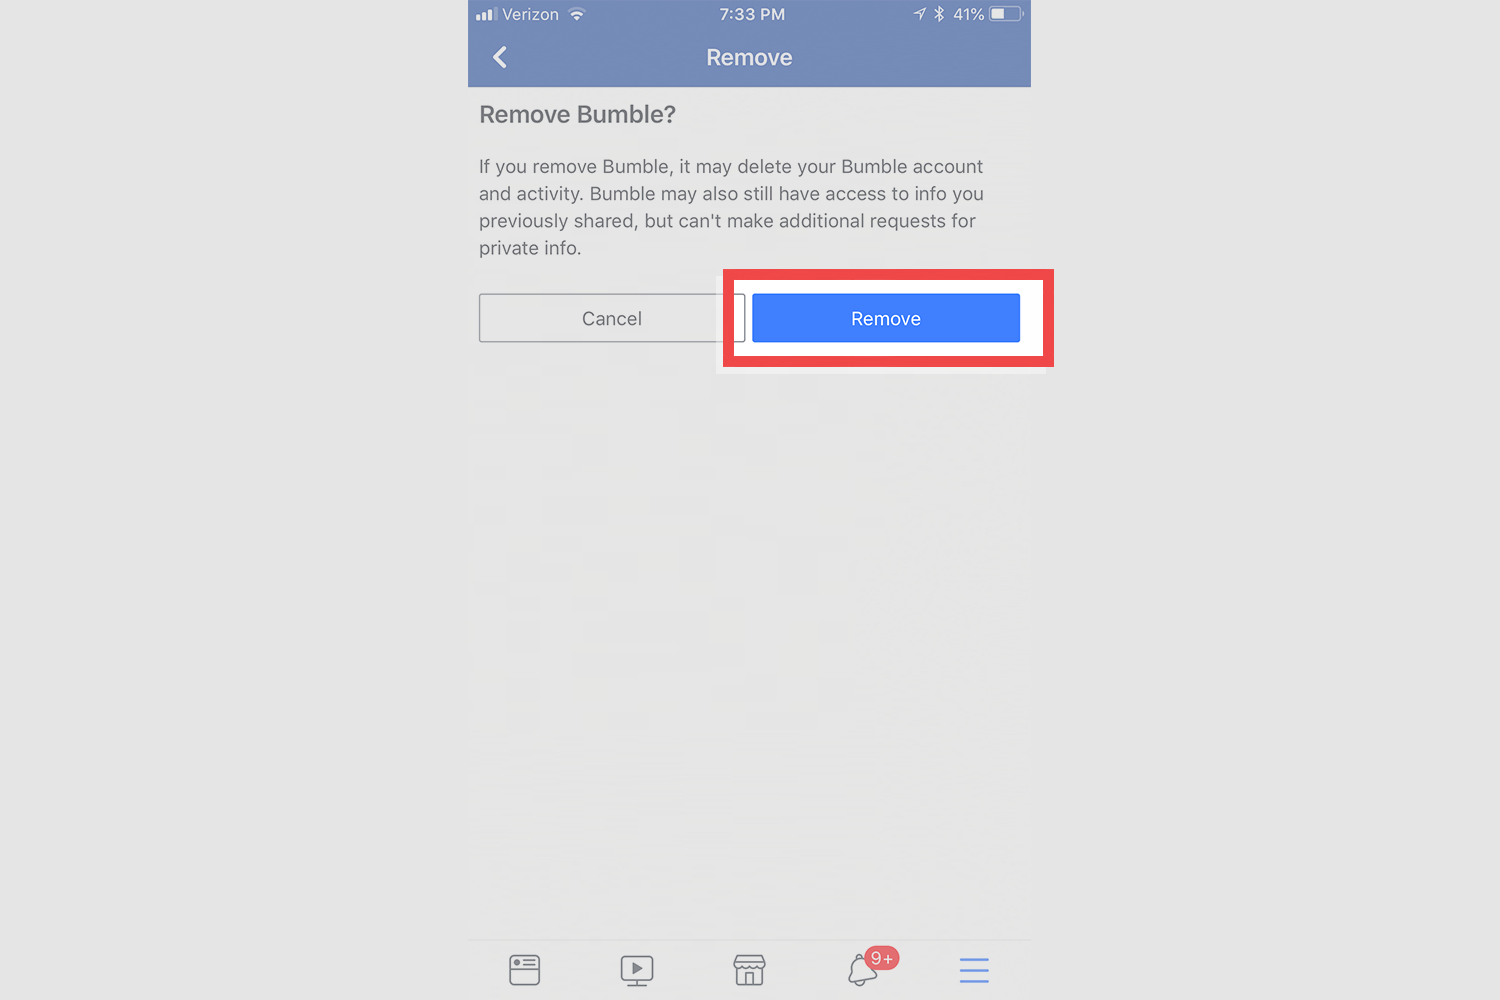 Verizon 7:33 PM 41%
Remove
Remove Bumble?
If you remove Bumble, it may delete your Bumble account
and activity. Bumble may also still have access to info you
previously shared, but can't make additional requests for
private info.
Cancel Remove
9+